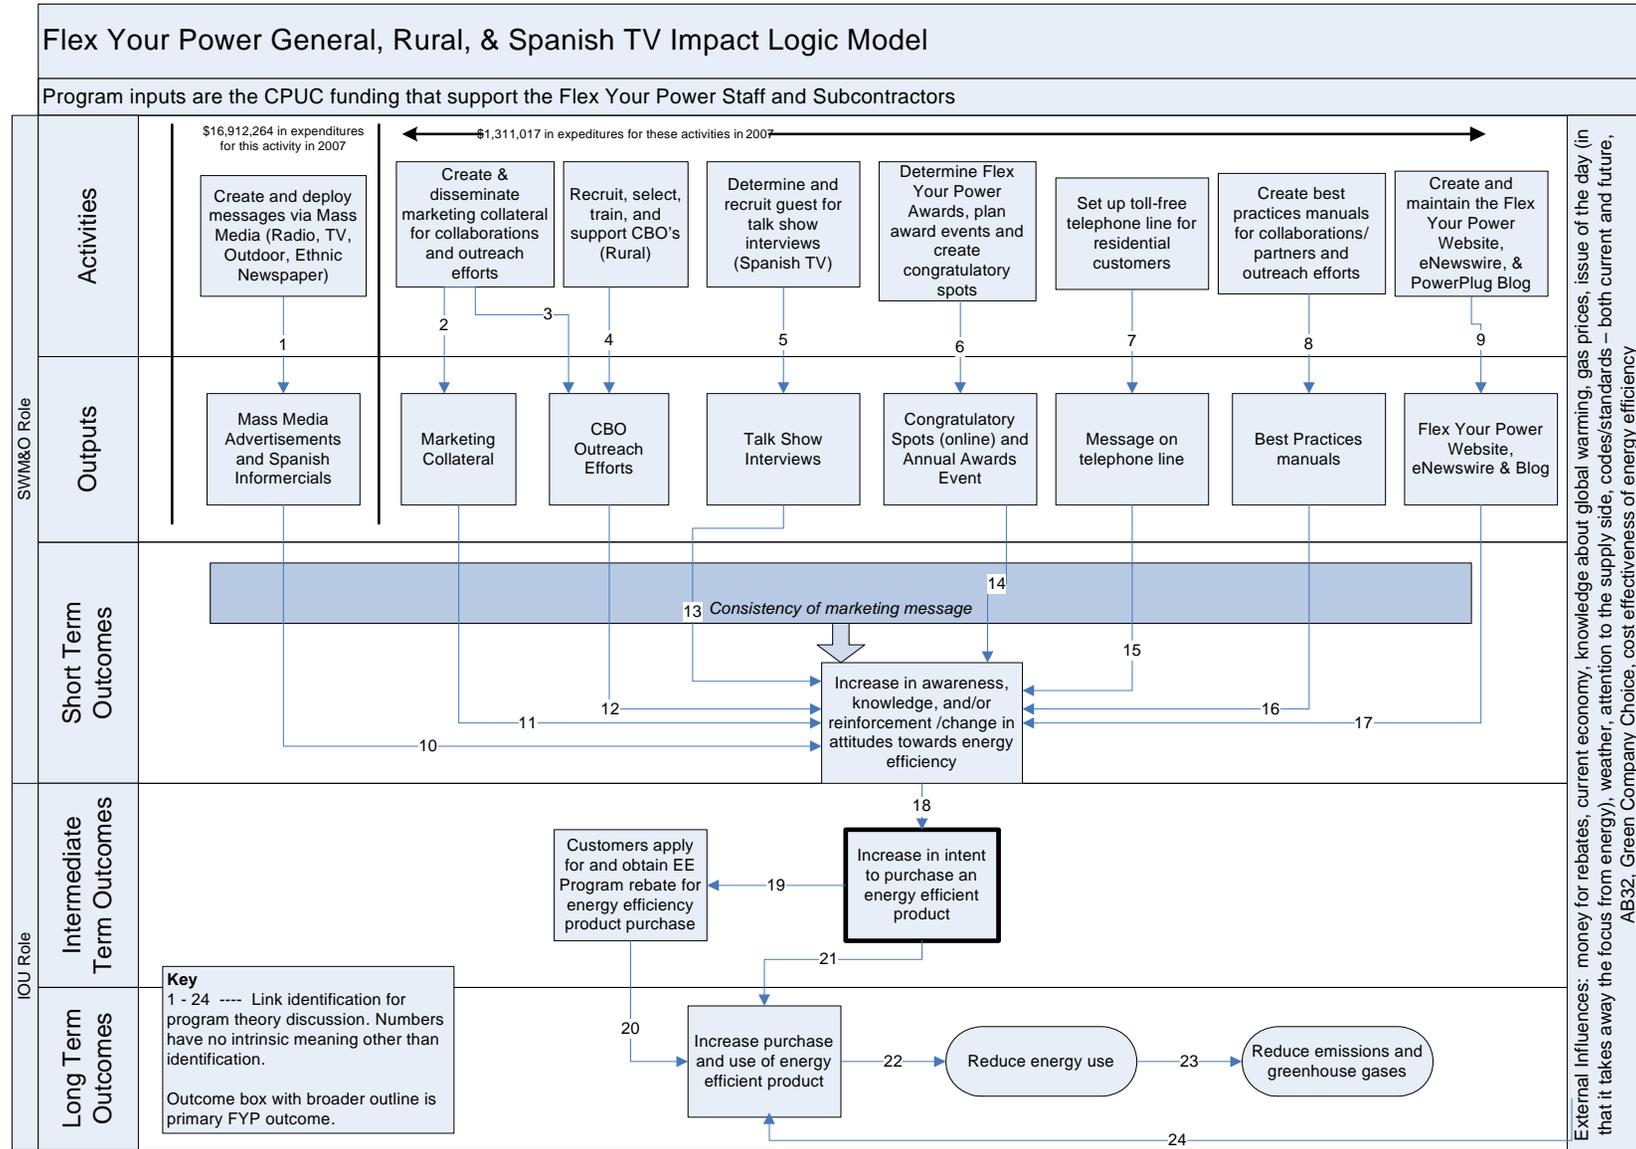 Flex Your Power General, Rural, & Spanish TV Impact Logic Model
Program inputs are the CPUC funding that support the Flex Your Power Staff and Subcontractors
SWM&O Role
IOU Role
Activities
$16,912,264 in expenditures
for this activity in 2007
$1,311,017 in expeditures for these activities in 2007
Create and deploy
messages via Mass
Media (Radio, TV,
Outdoor, Ethnic
Newspaper)
Create &
disseminate
marketing collateral
for collaborations
and outreach
efforts
Recruit, select,
train, and
support CBO's
(Rural)
Determine and
recruit guest for
talk show
interviews
(Spanish TV)
Determine Flex
Your Power
Awards, plan
award events and
create
congratulatory
spots
Set up toll-free
telephone line for
residential
customers
Create best
practices manuals
for collaborations/
partners and
outreach efforts
Create and
maintain the Flex
Your Power
Website,
eNewswire, &
PowerPlug Blog
1
2
3
4
5
6
7
8
9
Outputs
Mass Media
Advertisements
and Spanish
Informercials
Marketing
Collateral
CBO
Outreach
Efforts
Talk Show
Interviews
Congratulatory
Spots (online) and
Annual Awards
Event
Message on
telephone line
Best Practices
manuals
Flex Your Power
Website,
eNewswire & Blog
Short Term
Outcomes
Consistency of marketing message
13
14
15
12
11
10
16
17
Increase in awareness,
knowledge, and/or
reinforcement /change in
attitudes towards energy
efficiency
Intermediate
Term Outcomes
18
Customers apply
for and obtain EE
Program rebate for
energy efficiency
product purchase
19
Increase in intent
to purchase an
energy efficient
product
21
Key
1 - 24 ---- Link identification for
program theory discussion. Numbers
have no intrinsic meaning other than
identification.
Outcome box with broader outline is
primary FYP outcome.
Long Term
Outcomes
20
Increase purchase
and use of energy
efficient product
22
Reduce energy use
23
Reduce emissions and
greenhouse gases
24
External Influences: money for rebates, current economy, knowledge about global warming, gas prices, issue of the day (in
that it takes away the focus from energy), weather, attention to the supply side, codes/standards – both current and future,
AB32, Green Company Choice, cost effectiveness of energy efficiency